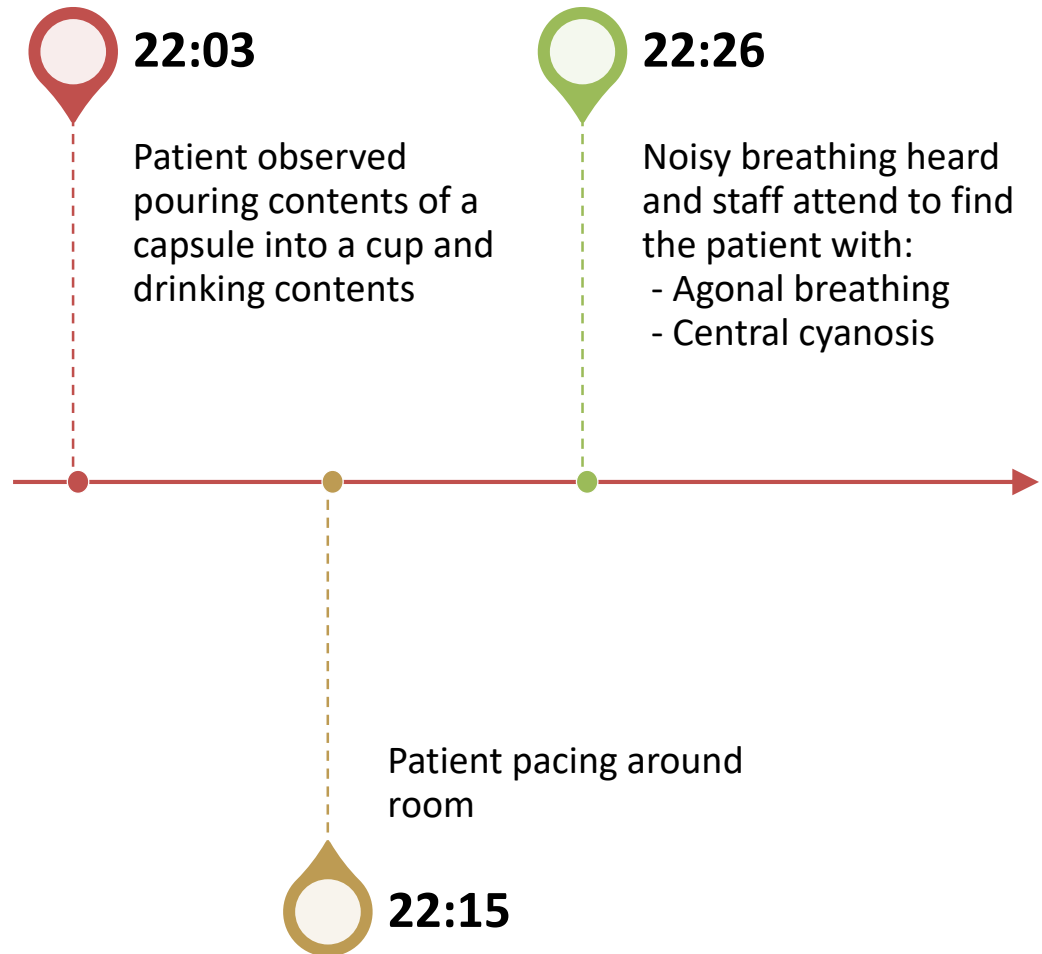 22:03
Patient observed
pouring contents of a
capsule into a cup and
drinking contents
22:26
Noisy breathing heard
and staff attend to find
the patient with:
- Agonal breathing
- Central cyanosis
Patient pacing around
room
22:15